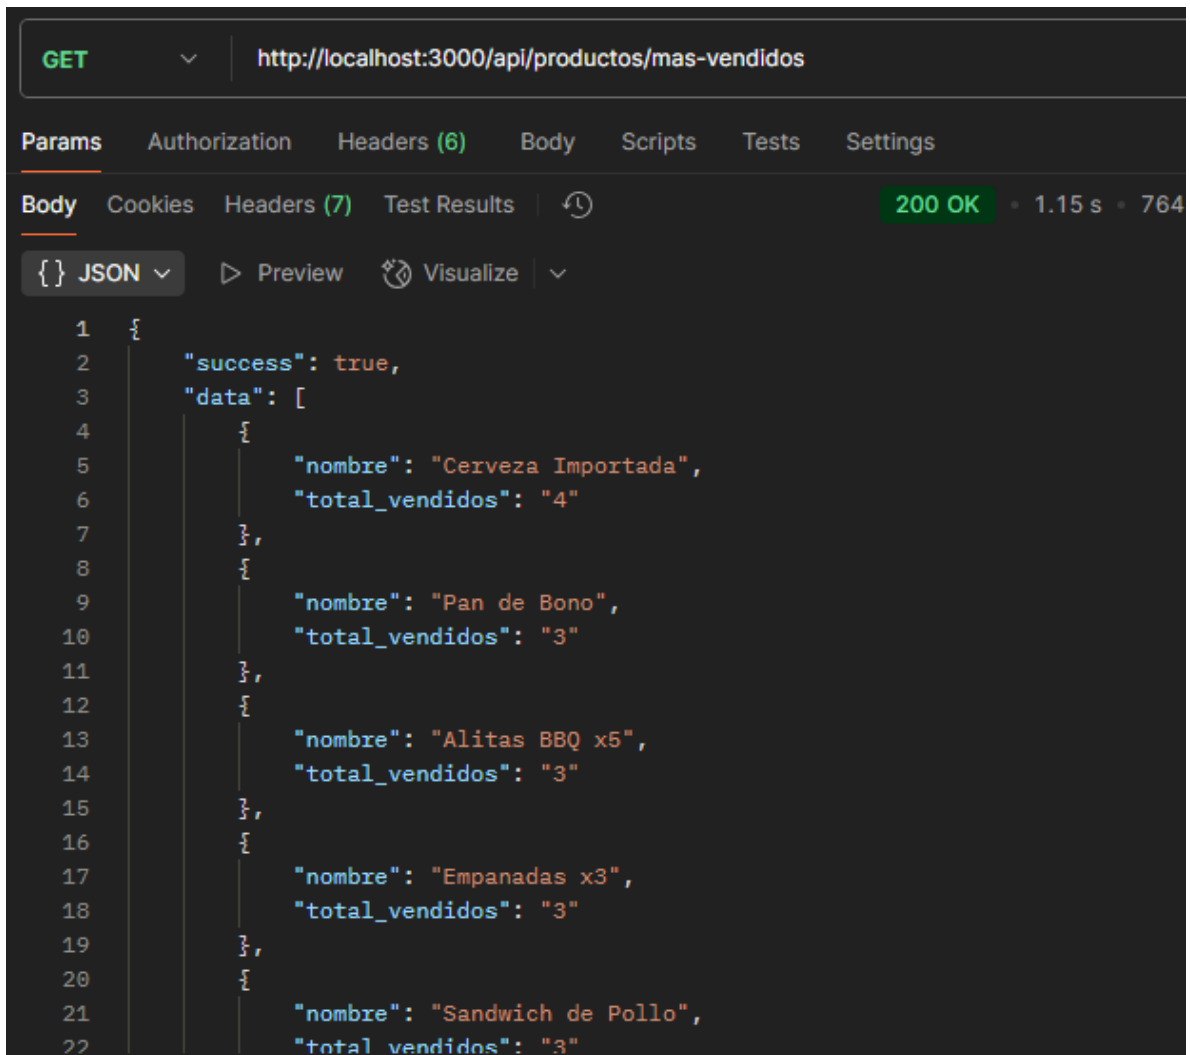 GET http://localhost:3000/api/productos/mas-vendidos
Params Authorization Headers (6) Body Scripts Tests Settings
Body Cookies Headers (7) Test Results 200 OK • 1.15 s • 764
{} JSON Preview Visualize
1 {
2 "success": true,
3 "data": [
4 {
5 "nombre": "Cerveza Importada",
6 "total_vendidos": "4"
7 },
8 {
9 "nombre": "Pan de Bono",
10 "total_vendidos": "3"
11 },
12 {
13 "nombre": "Alitas BBQ x5",
14 "total_vendidos": "3"
15 },
16 {
17 "nombre": "Empanadas x3",
18 "total_vendidos": "3"
19 },
20 {
21 "nombre": "Sandwich de Pollo",
22 "total_vendidos": "3"